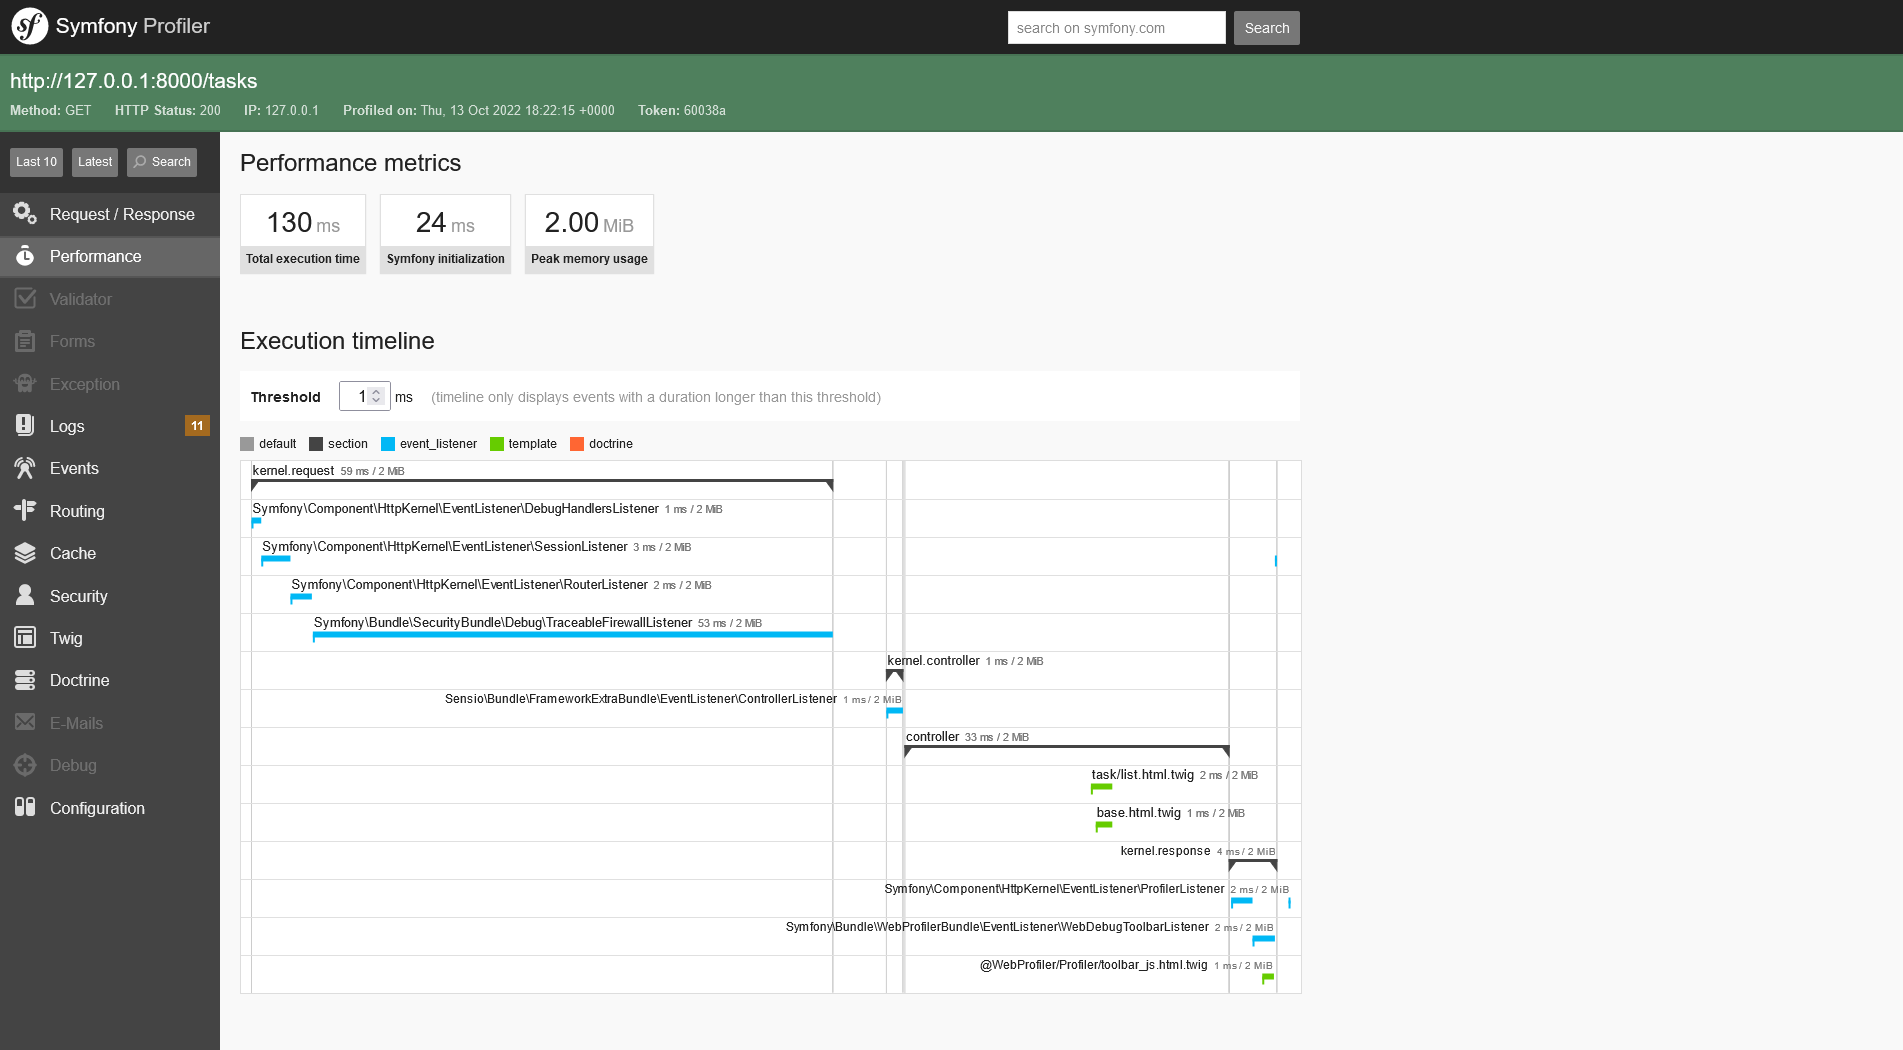 Symfony Profiler
search on symfony.com
Search
http://127.0.0.1:8000/tasks
Method: GET HTTP Status: 200 IP: 127.0.0.1 Profiled on: Thu, 13 Oct 2022 18:22:15 +0000 Token: 60038a
Last 10
Latest
Search
Request / Response
Performance
Validator
Forms
Exception
Logs 11
Events
Routing
Cache
Security
Twig
Doctrine
E-Mails
Debug
Configuration
Performance metrics
130 ms
Total execution time
24 ms
Symfony initialization
2.00 MiB
Peak memory usage
Execution timeline
Threshold 1 ms (timeline only displays events with a duration longer than this threshold)
default section event_listener template doctrine
kernel.request 59 ms / 2 MiB
Symfony\Component\HttpKernel\EventListener\DebugHandlersListener 1 ms / 2 MiB
Symfony\Component\HttpKernel\EventListener\SessionListener 3 ms / 2 MiB
Symfony\Component\HttpKernel\EventListener\RouterListener 2 ms / 2 MiB
Symfony\Bundle\SecurityBundle\Debug\TraceableFirewallListener 53 ms / 2 MiB
kernel.controller 1 ms / 2 MiB
Sensio\Bundle\FrameworkExtraBundle\EventListener\ControllerListener 1 ms / 2 MiB
controller 33 ms / 2 MiB
task/list.html.twig 2 ms / 2 MiB
base.html.twig 1 ms / 2 MiB
kernel.response 4 ms / 2 MiB
Symfony\Component\HttpKernel\EventListener\ProfilerListener 2 ms / 2 MiB
Symfony\Bundle\WebProfilerBundle\EventListener\WebDebugToolbarListener 2 ms / 2 MiB
@WebProfiler/Profiler/toolbar_js.html.twig 1 ms / 2 MiB